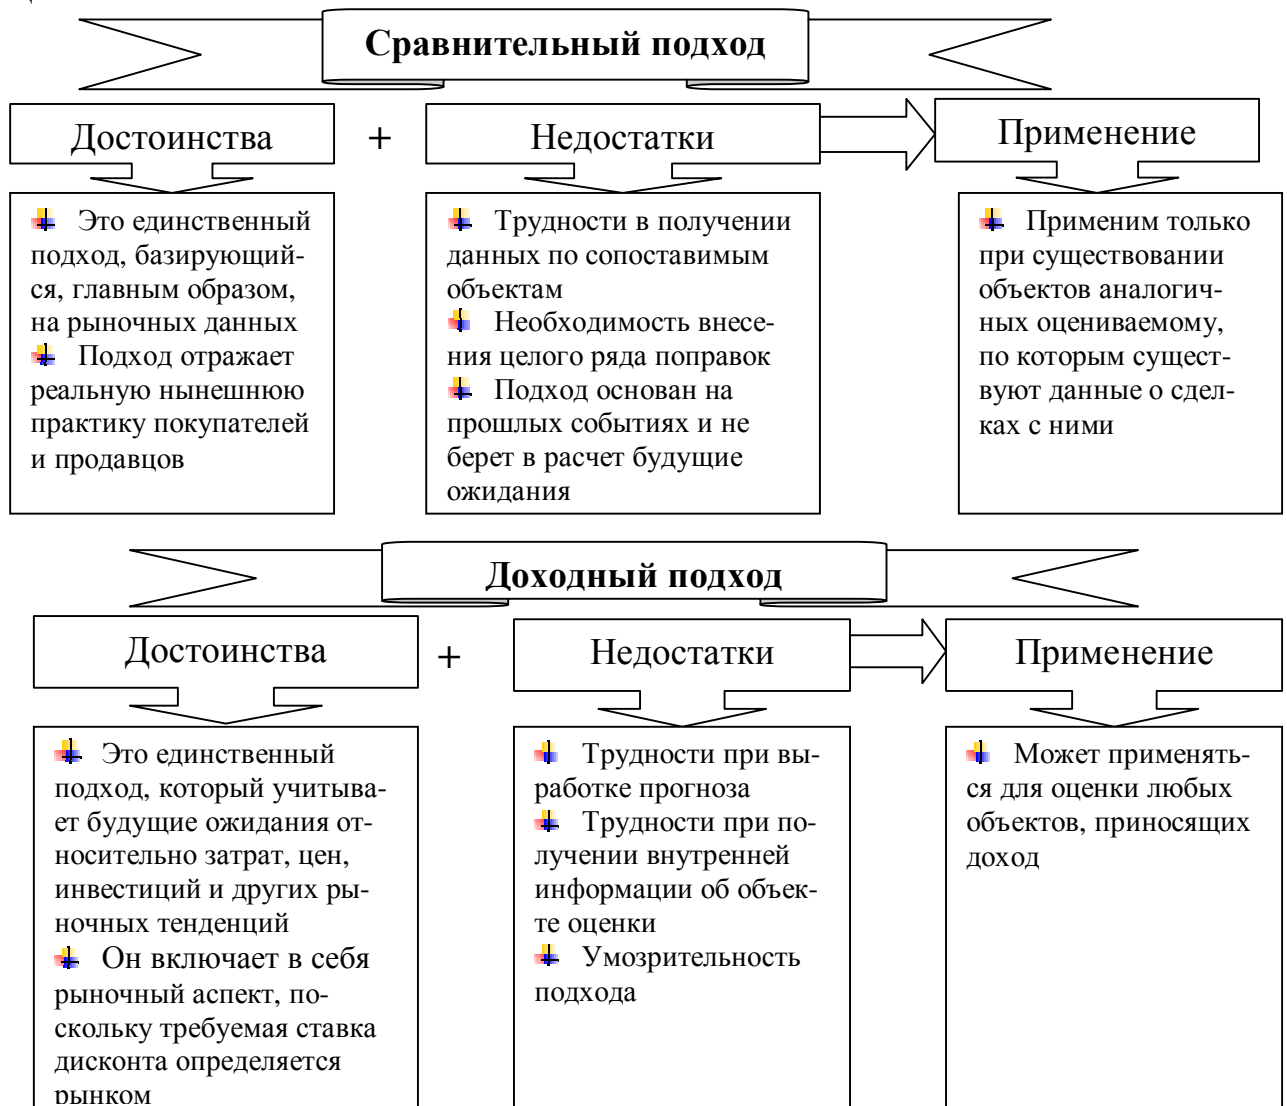 Сравнительный подход
Достоинства
+
Недостатки
Применение
Это единственный
подход, базирующий-
ся, главным образом,
на рыночных данных
Подход отражает
реальную нынешнюю
практику покупателей
и продавцов
Трудности в получении
данных по сопоставимым
объектам
Необходимость внесе-
ния целого ряда поправок
Подход основан на
прошлых событиях и не
берет в расчет будущие
ожидания
Применим только
при существовании
объектов аналогич-
ных оцениваемому,
по которым сущест-
вуют данные о сдел-
ках с ними
Доходный подход
Достоинства
+
Недостатки
Применение
Это единственный
подход, который учитыва-
ет будущие ожидания от-
носительно затрат, цен,
инвестиций и других ры-
ночных тенденций
Он включает в себя
рыночный аспект, по-
скольку требуемая ставка
дисконта определяется
рынком
Трудности при вы-
работке прогноза
Трудности при по-
лучении внутренней
информации об объек-
те оценки
Умозрительность
подхода
Может применять-
ся для оценки любых
объектов, приносящих
доход